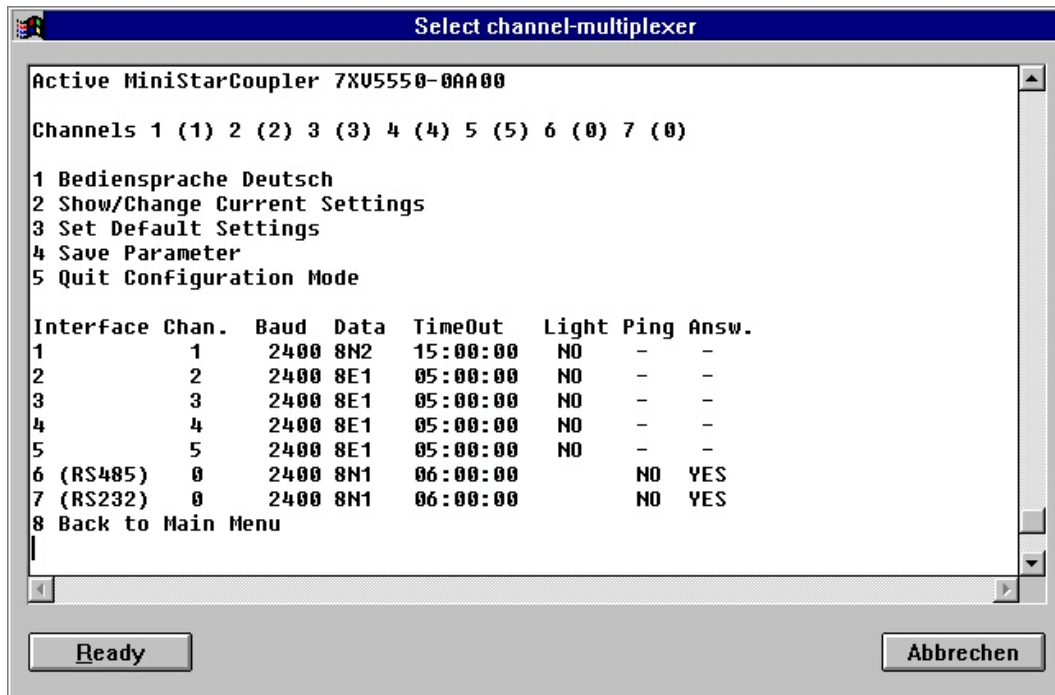 Select channel-multiplexer
Active MiniStarCoupler 7XV5550-0AA00
Channels 1 (1) 2 (2) 3 (3) 4 (4) 5 (5) 6 (0) 7 (0)
1 Bediensprache Deutsch
2 Show/Change Current Settings
3 Set Default Settings
4 Save Parameter
5 Quit Configuration Mode
Interface Chan. Baud Data TimeOut Light Ping Answ.
1 1 2400 8N2 15:00:00 NO - -
2 2 2400 8E1 05:00:00 NO - -
3 3 2400 8E1 05:00:00 NO - -
4 4 2400 8E1 05:00:00 NO - -
5 5 2400 8E1 05:00:00 NO - -
6 (RS485) 0 2400 8N1 06:00:00 NO YES
7 (RS232) 0 2400 8N1 06:00:00 NO YES
8 Back to Main Menu
Ready Abbrechen